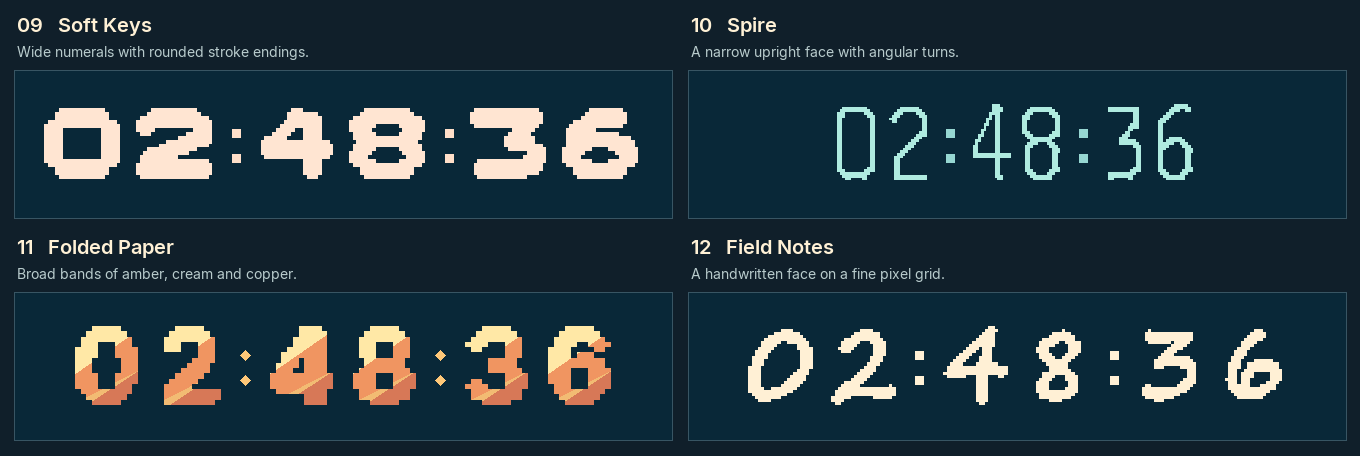 09 Soft Keys
Wide numerals with rounded stroke endings.
02:48:36
10 Spire
A narrow upright face with angular turns.
02:48:36
11 Folded Paper
Broad bands of amber, cream and copper.
02:48:36
12 Field Notes
A handwritten face on a fine pixel grid.
02:48:36